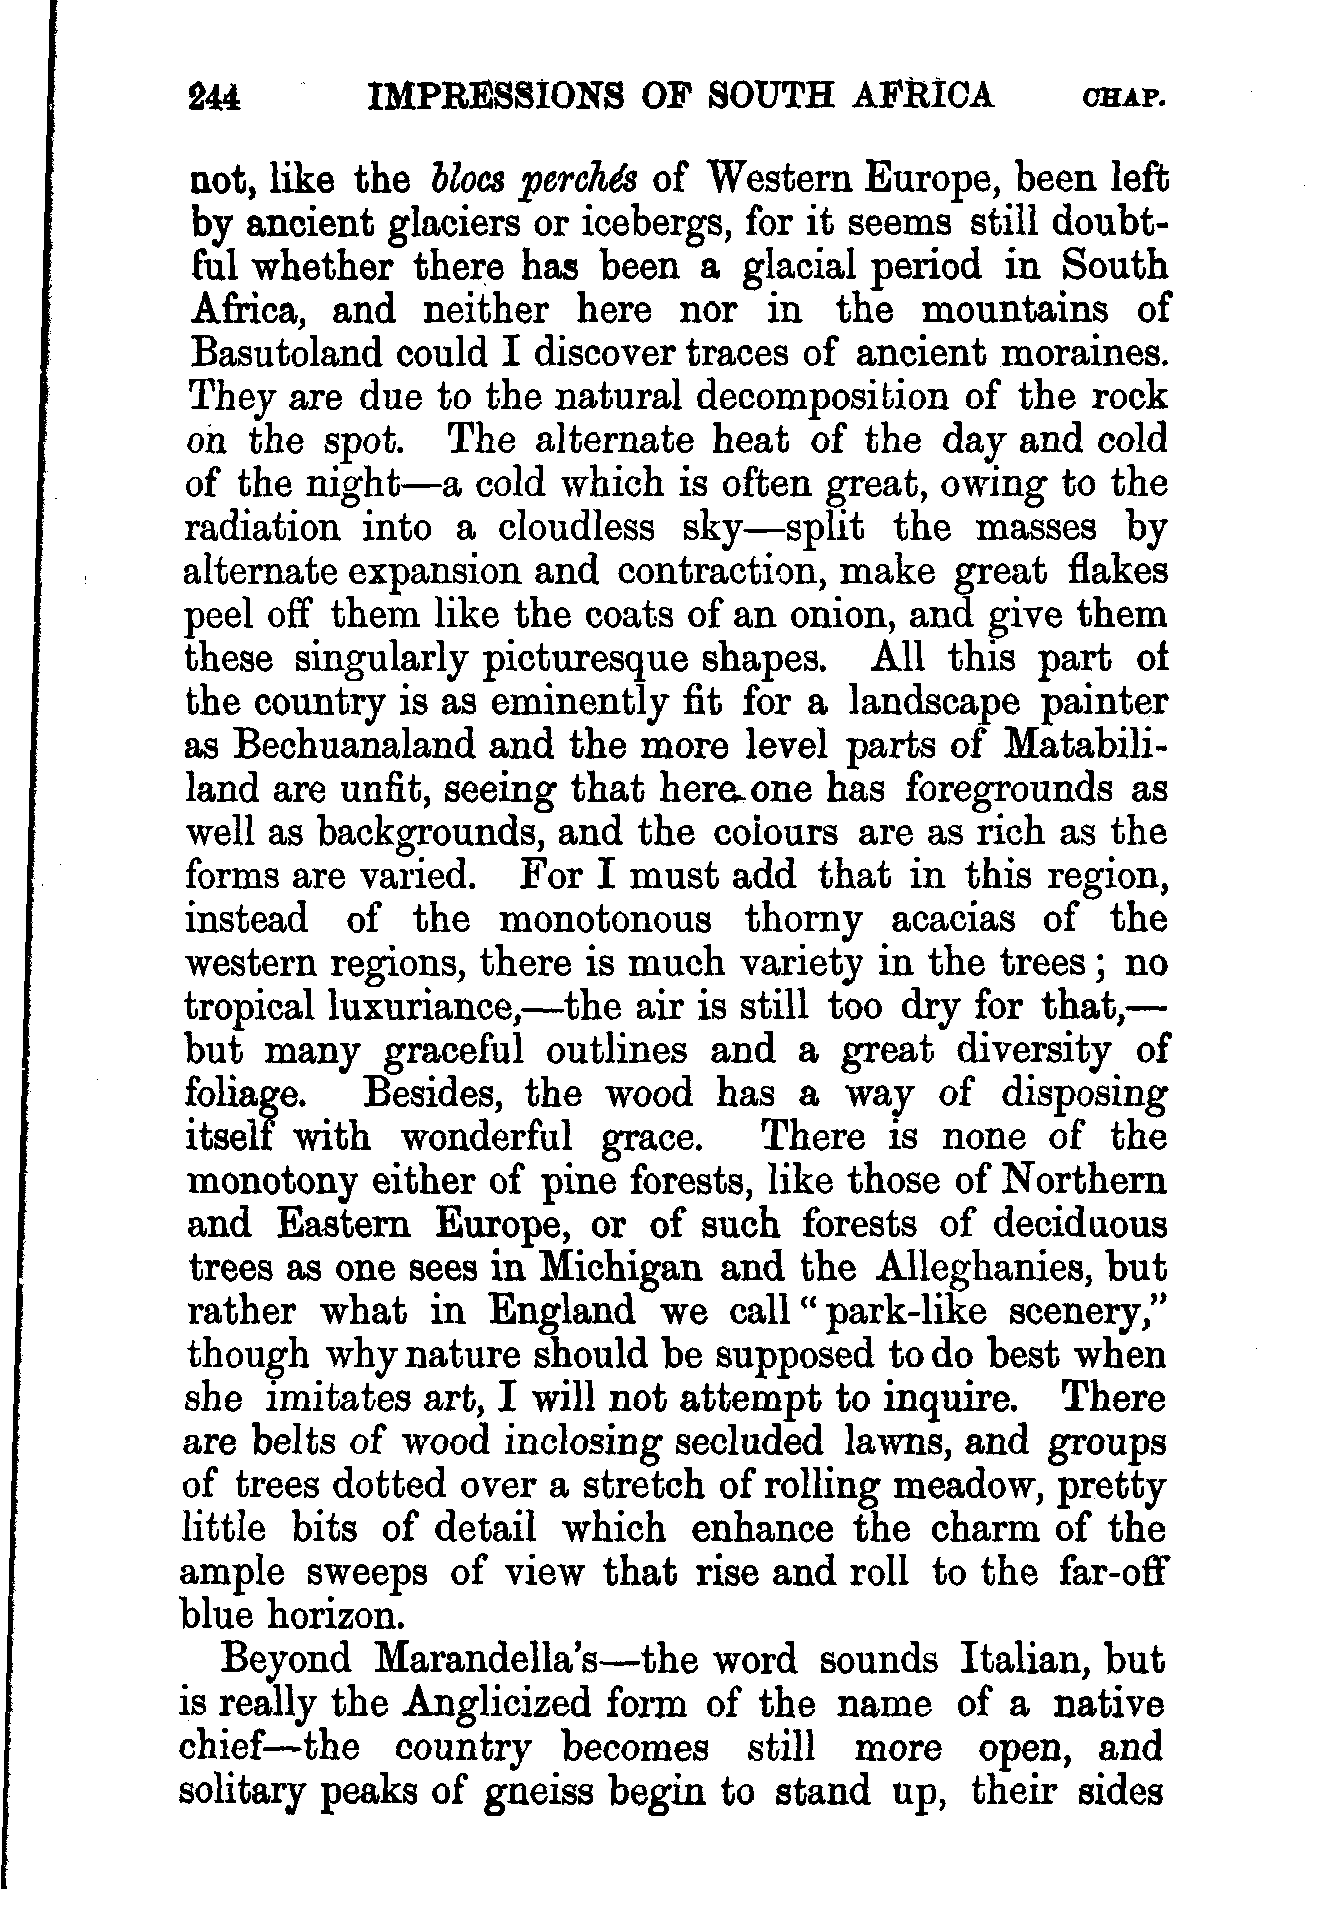 244 IMPRESSIONS OF SOUTH AFRICA CHAP.
not, like the blocs perchés of Western Europe, been left
by ancient glaciers or icebergs, for it seems still doubt-
ful whether there has been a glacial period in South
Africa, and neither here nor in the mountains of
Basutoland could I discover traces of ancient moraines.
They are due to the natural decomposition of the rock
on the spot. The alternate heat of the day and cold
of the night—a cold which is often great, owing to the
radiation into a cloudless sky—split the masses by
alternate expansion and contraction, make great flakes
peel off them like the coats of an onion, and give them
these singularly picturesque shapes. All this part of
the country is as eminently fit for a landscape painter
as Bechuanaland and the more level parts of Matabili-
land are unfit, seeing that here one has foregrounds as
well as backgrounds, and the colours are as rich as the
forms are varied. For I must add that in this region,
instead of the monotonous thorny acacias of the
western regions, there is much variety in the trees; no
tropical luxuriance,—the air is still too dry for that,—
but many graceful outlines and a great diversity of
foliage. Besides, the wood has a way of disposing
itself with wonderful grace. There is none of the
monotony either of pine forests, like those of Northern
and Eastern Europe, or of such forests of deciduous
trees as one sees in Michigan and the Alleghanies, but
rather what in England we call "park-like scenery,"
though why nature should be supposed to do best when
she imitates art, I will not attempt to inquire. There
are belts of wood inclosing secluded lawns, and groups
of trees dotted over a stretch of rolling meadow, pretty
little bits of detail which enhance the charm of the
ample sweeps of view that rise and roll to the far-off
blue horizon.
Beyond Marandella's—the word sounds Italian, but
is really the Anglicized form of the name of a native
chief—the country becomes still more open, and
solitary peaks of gneiss begin to stand up, their sides